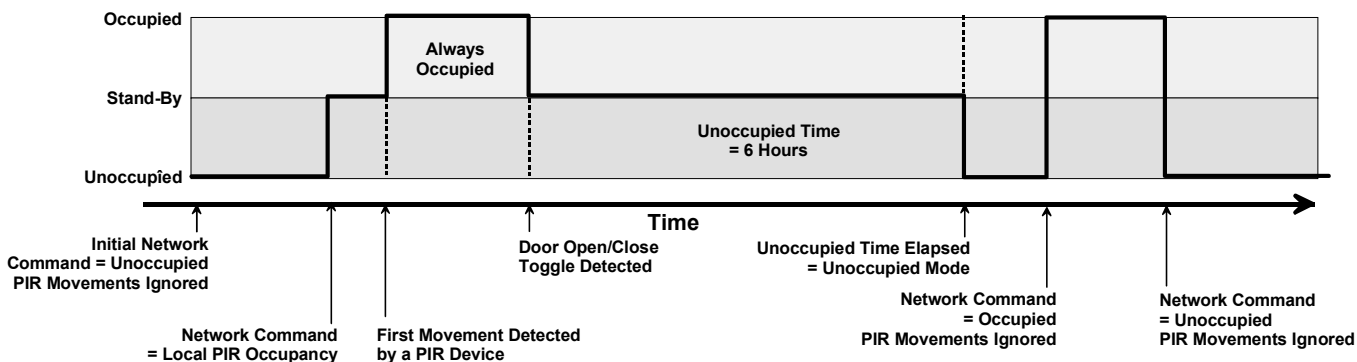 Occupied
Always
Occupied
Stand-By
Unoccupied Time
= 6 Hours
Unoccupied
Time
Initial Network
Command = Unoccupied
PIR Movements Ignored
Network Command
= Local PIR Occupancy
First Movement Detected
by a PIR Device
Door Open/Close
Toggle Detected
Unoccupied Time Elapsed
= Unoccupied Mode
Network Command
= Occupied
PIR Movements Ignored
Network Command
= Unoccupied
PIR Movements Ignored